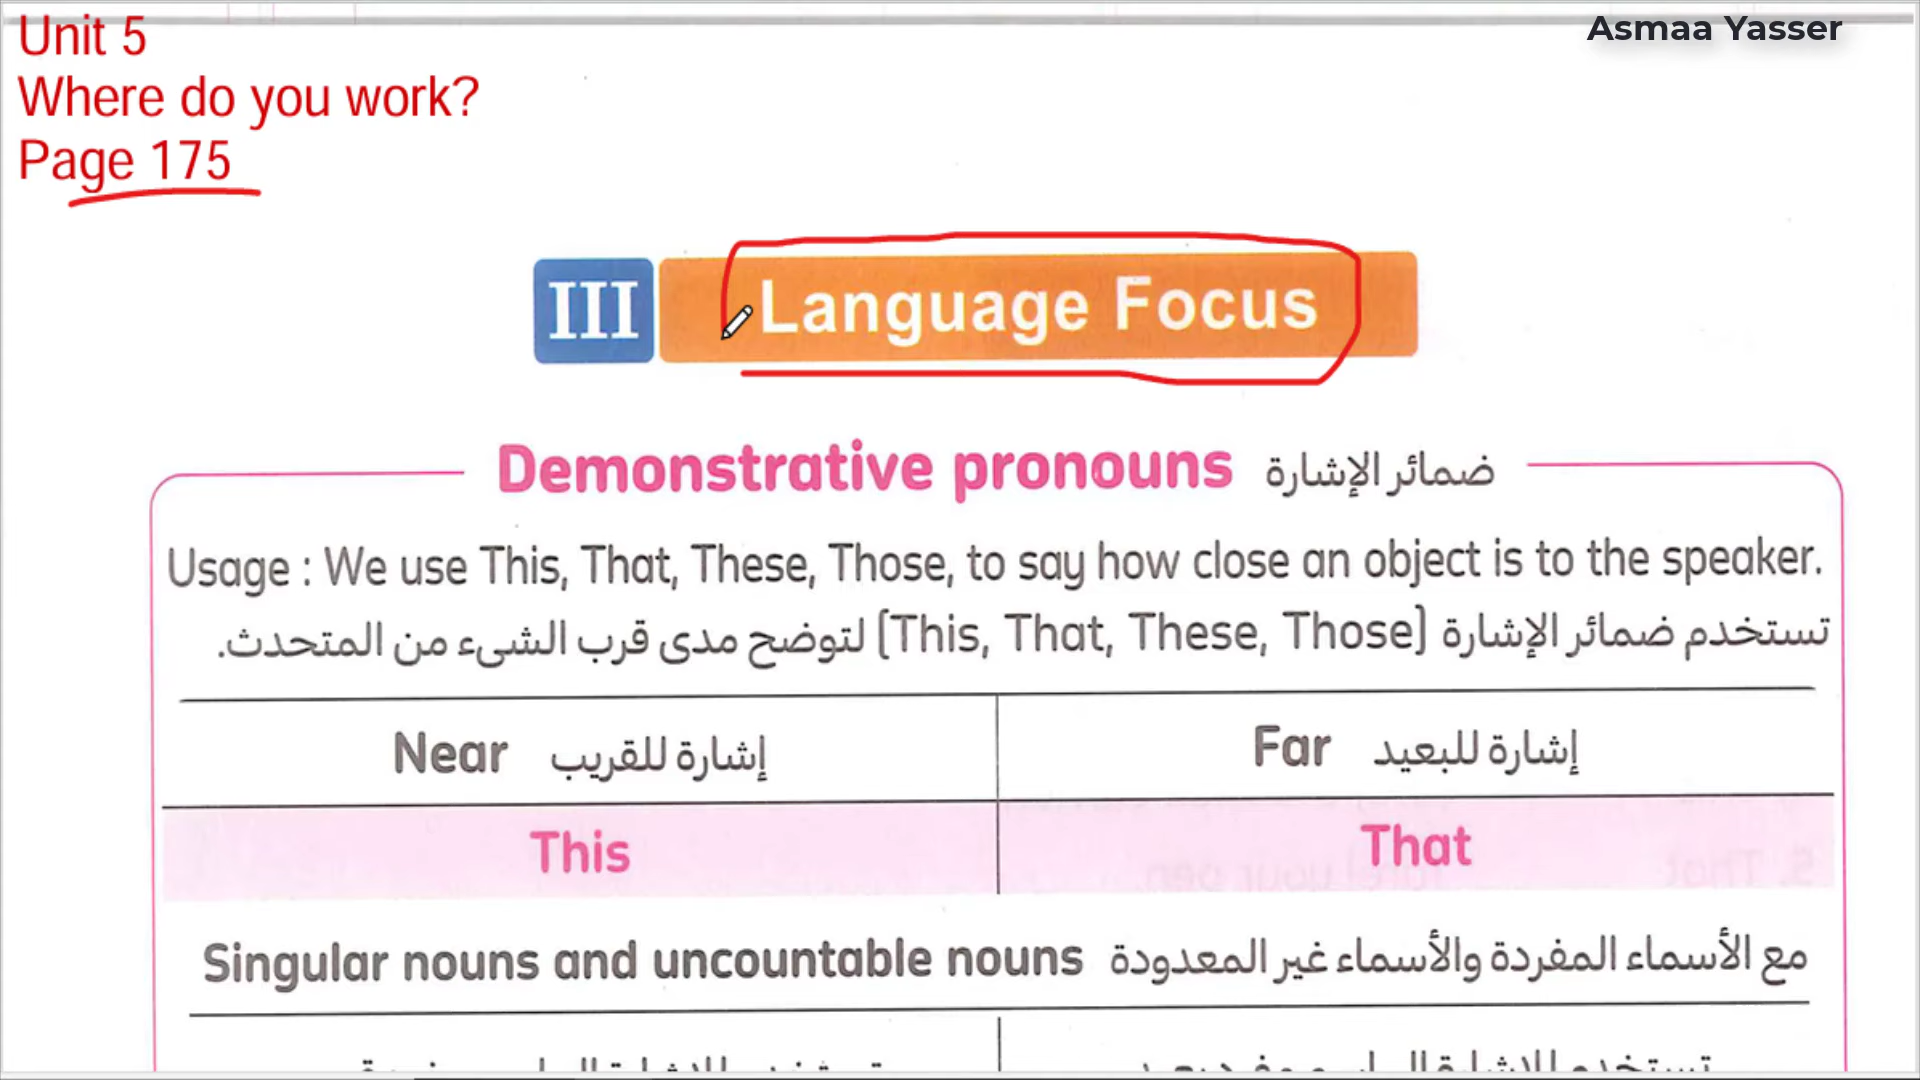 Asmaa Yasser
Unit 5
Where do you work?
Page 175
III Language Focus
Demonstrative pronouns ضمائر الإشارة
Usage : We use This, That, These, Those, to say how close an object is to the speaker.
تستخدم ضمائر الإشارة (This, That, These, Those) لتوضح مدى قرب الشىء من المتحدث.
Near إشارة للقريب
Far إشارة للبعيد
This
That
Singular nouns and uncountable nouns مع الأسماء المفردة والأسماء غير المعدودة